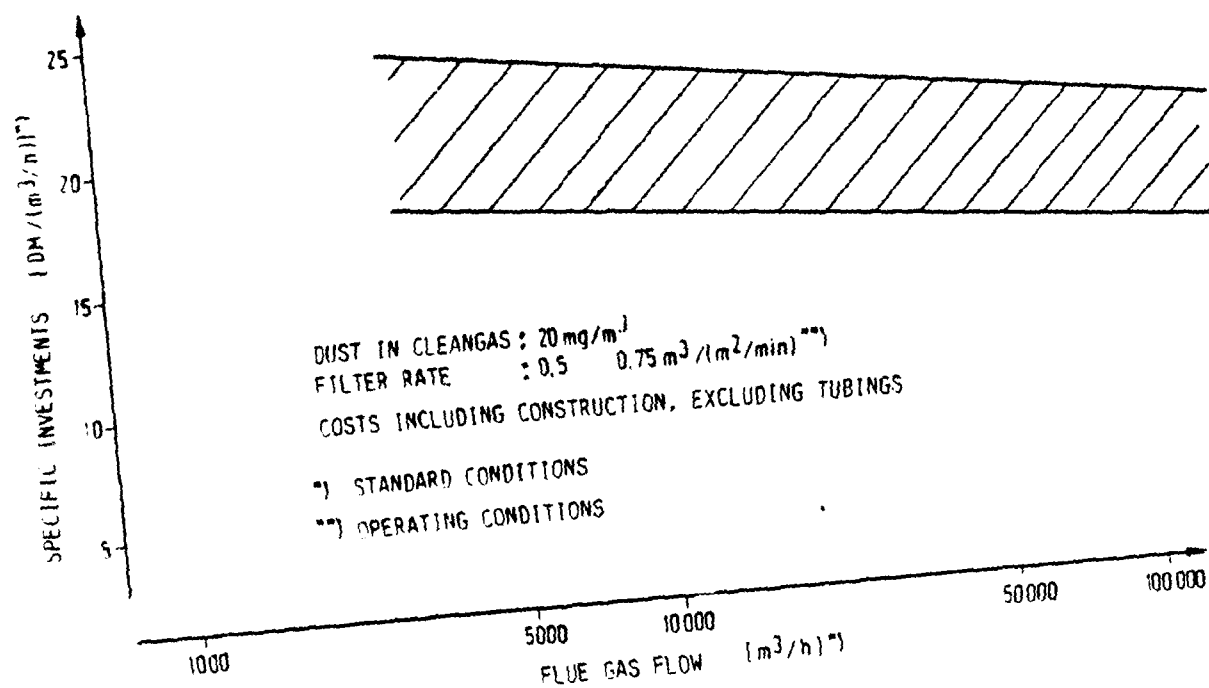 25
20
15
10
5
SPECIFIC INVESTMENTS [DM/(m³/h)]*)
DUST IN CLEANGAS : 20 mg/m³
FILTER RATE : 0.5 0.75 m³/(m²/min)**)
COSTS INCLUDING CONSTRUCTION, EXCLUDING TUBINGS
*) STANDARD CONDITIONS
**) OPERATING CONDITIONS
1000
5000
10000
50000
100000
FLUE GAS FLOW [m³/h]*)